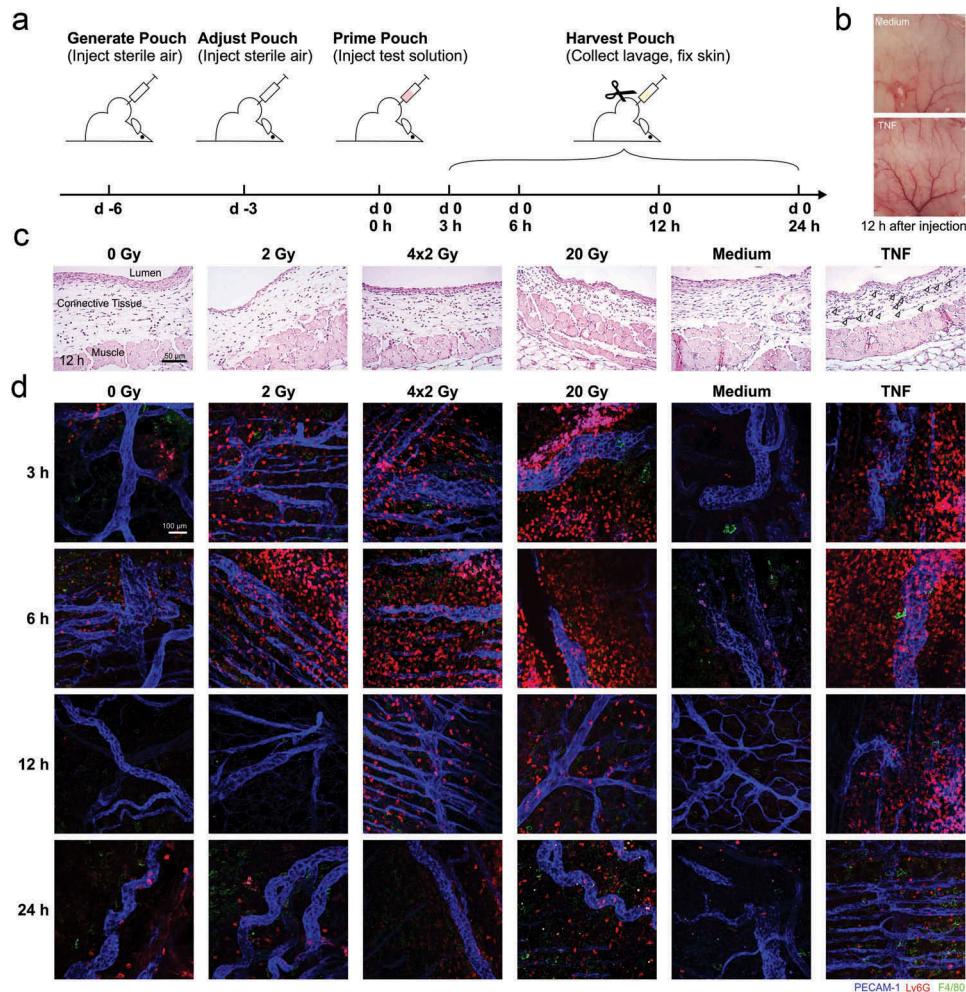 a
Generate Pouch
(Inject sterile air)
Adjust Pouch
(Inject sterile air)
Prime Pouch
(Inject test solution)
Harvest Pouch
(Collect lavage, fix skin)
d -6
d -3
d 0
0 h
d 0
3 h
d 0
6 h
d 0
12 h
d 0
24 h
b
Medium
TNF
12 h after injection
c
0 Gy
2 Gy
4x2 Gy
20 Gy
Medium
TNF
Lumen
Connective Tissue
Muscle
12 h
50 µm
d
0 Gy
2 Gy
4x2 Gy
20 Gy
Medium
TNF
3 h
100 µm
6 h
12 h
24 h
PECAM-1 Ly6G F4/80